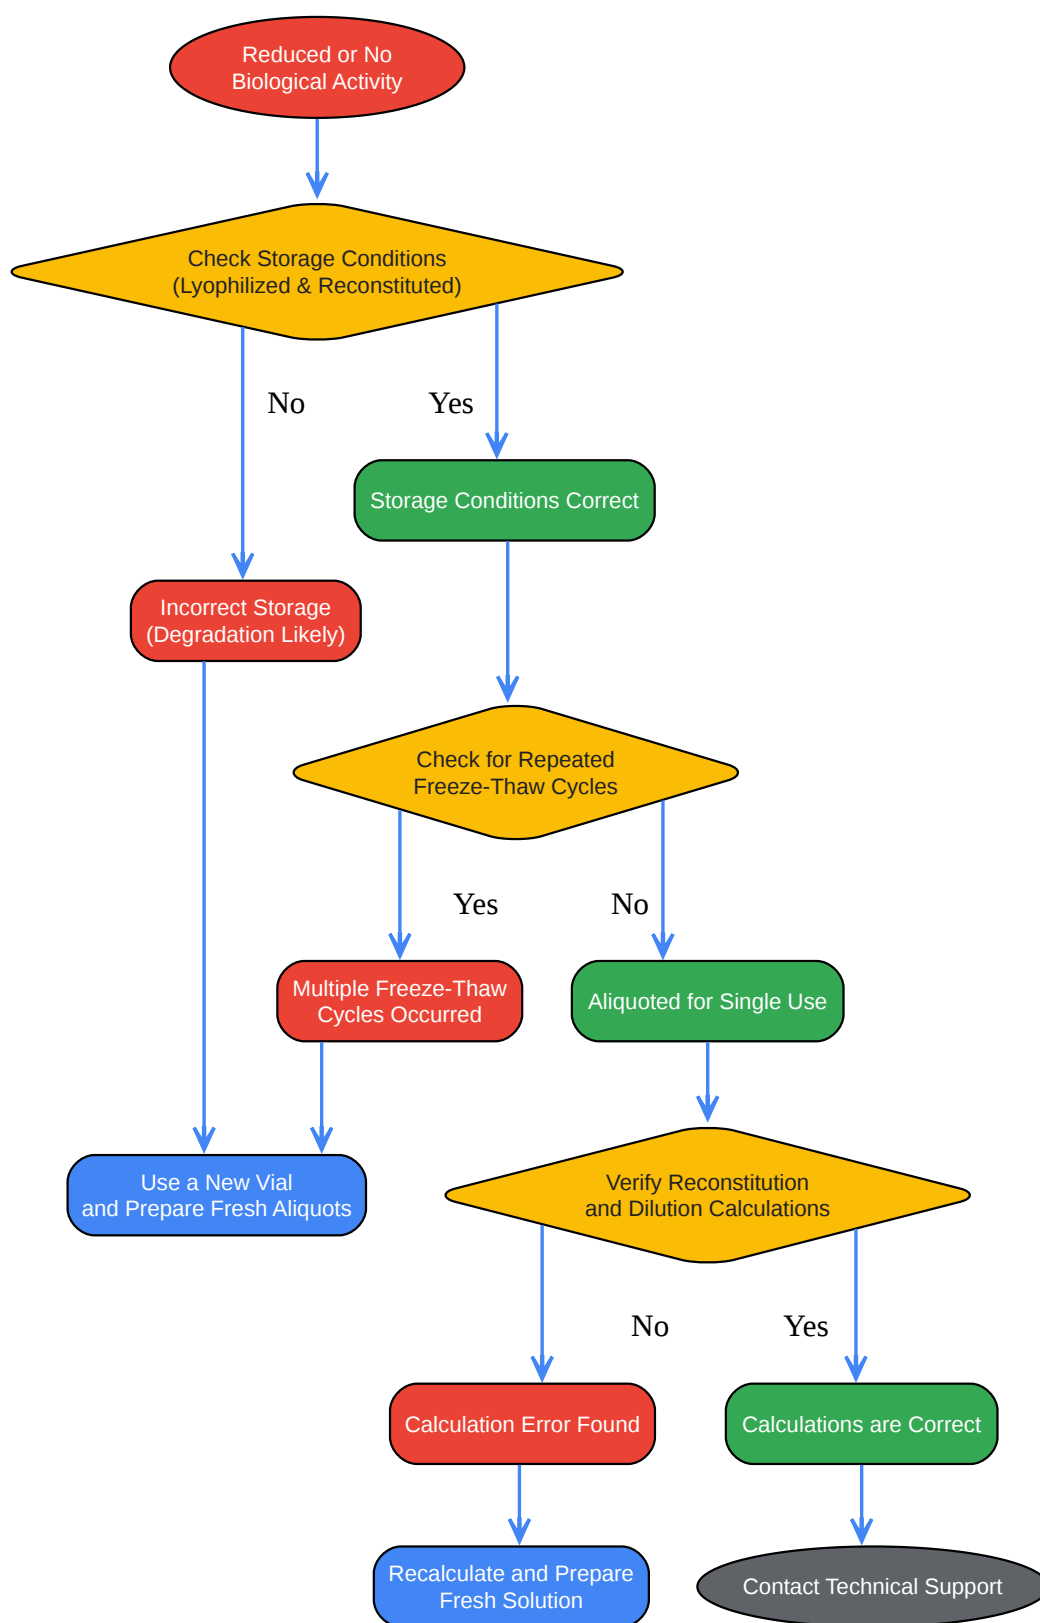 Reduced or No
Biological Activity
Check Storage Conditions
(Lyophilized & Reconstituted)
No
Yes
Storage Conditions Correct
Incorrect Storage
(Degradation Likely)
Check for Repeated
Freeze-Thaw Cycles
Yes
No
Multiple Freeze-Thaw
Cycles Occurred
Aliquoted for Single Use
Use a New Vial
and Prepare Fresh Aliquots
Verify Reconstitution
and Dilution Calculations
No
Yes
Calculation Error Found
Calculations are Correct
Recalculate and Prepare
Fresh Solution
Contact Technical Support